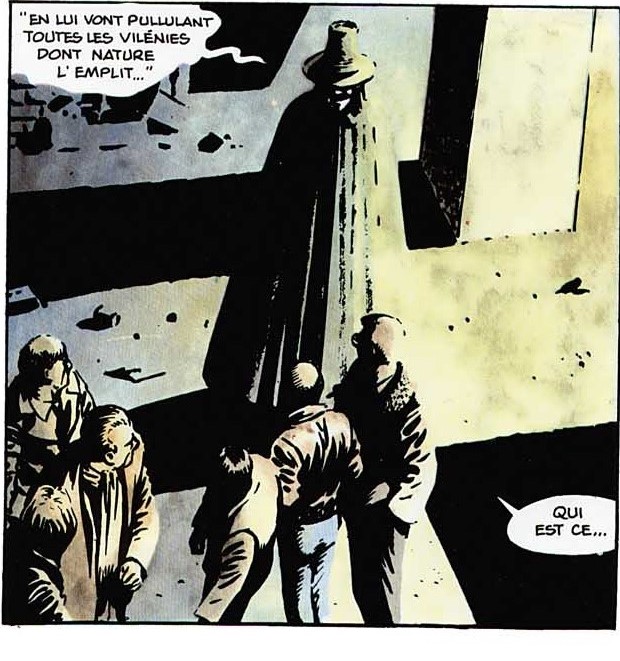 "EN LUI VONT PULLULANT
TOUTES LES VILÉNIES
DONT NATURE
L'EMPLIT..."
QUI
EST CE...